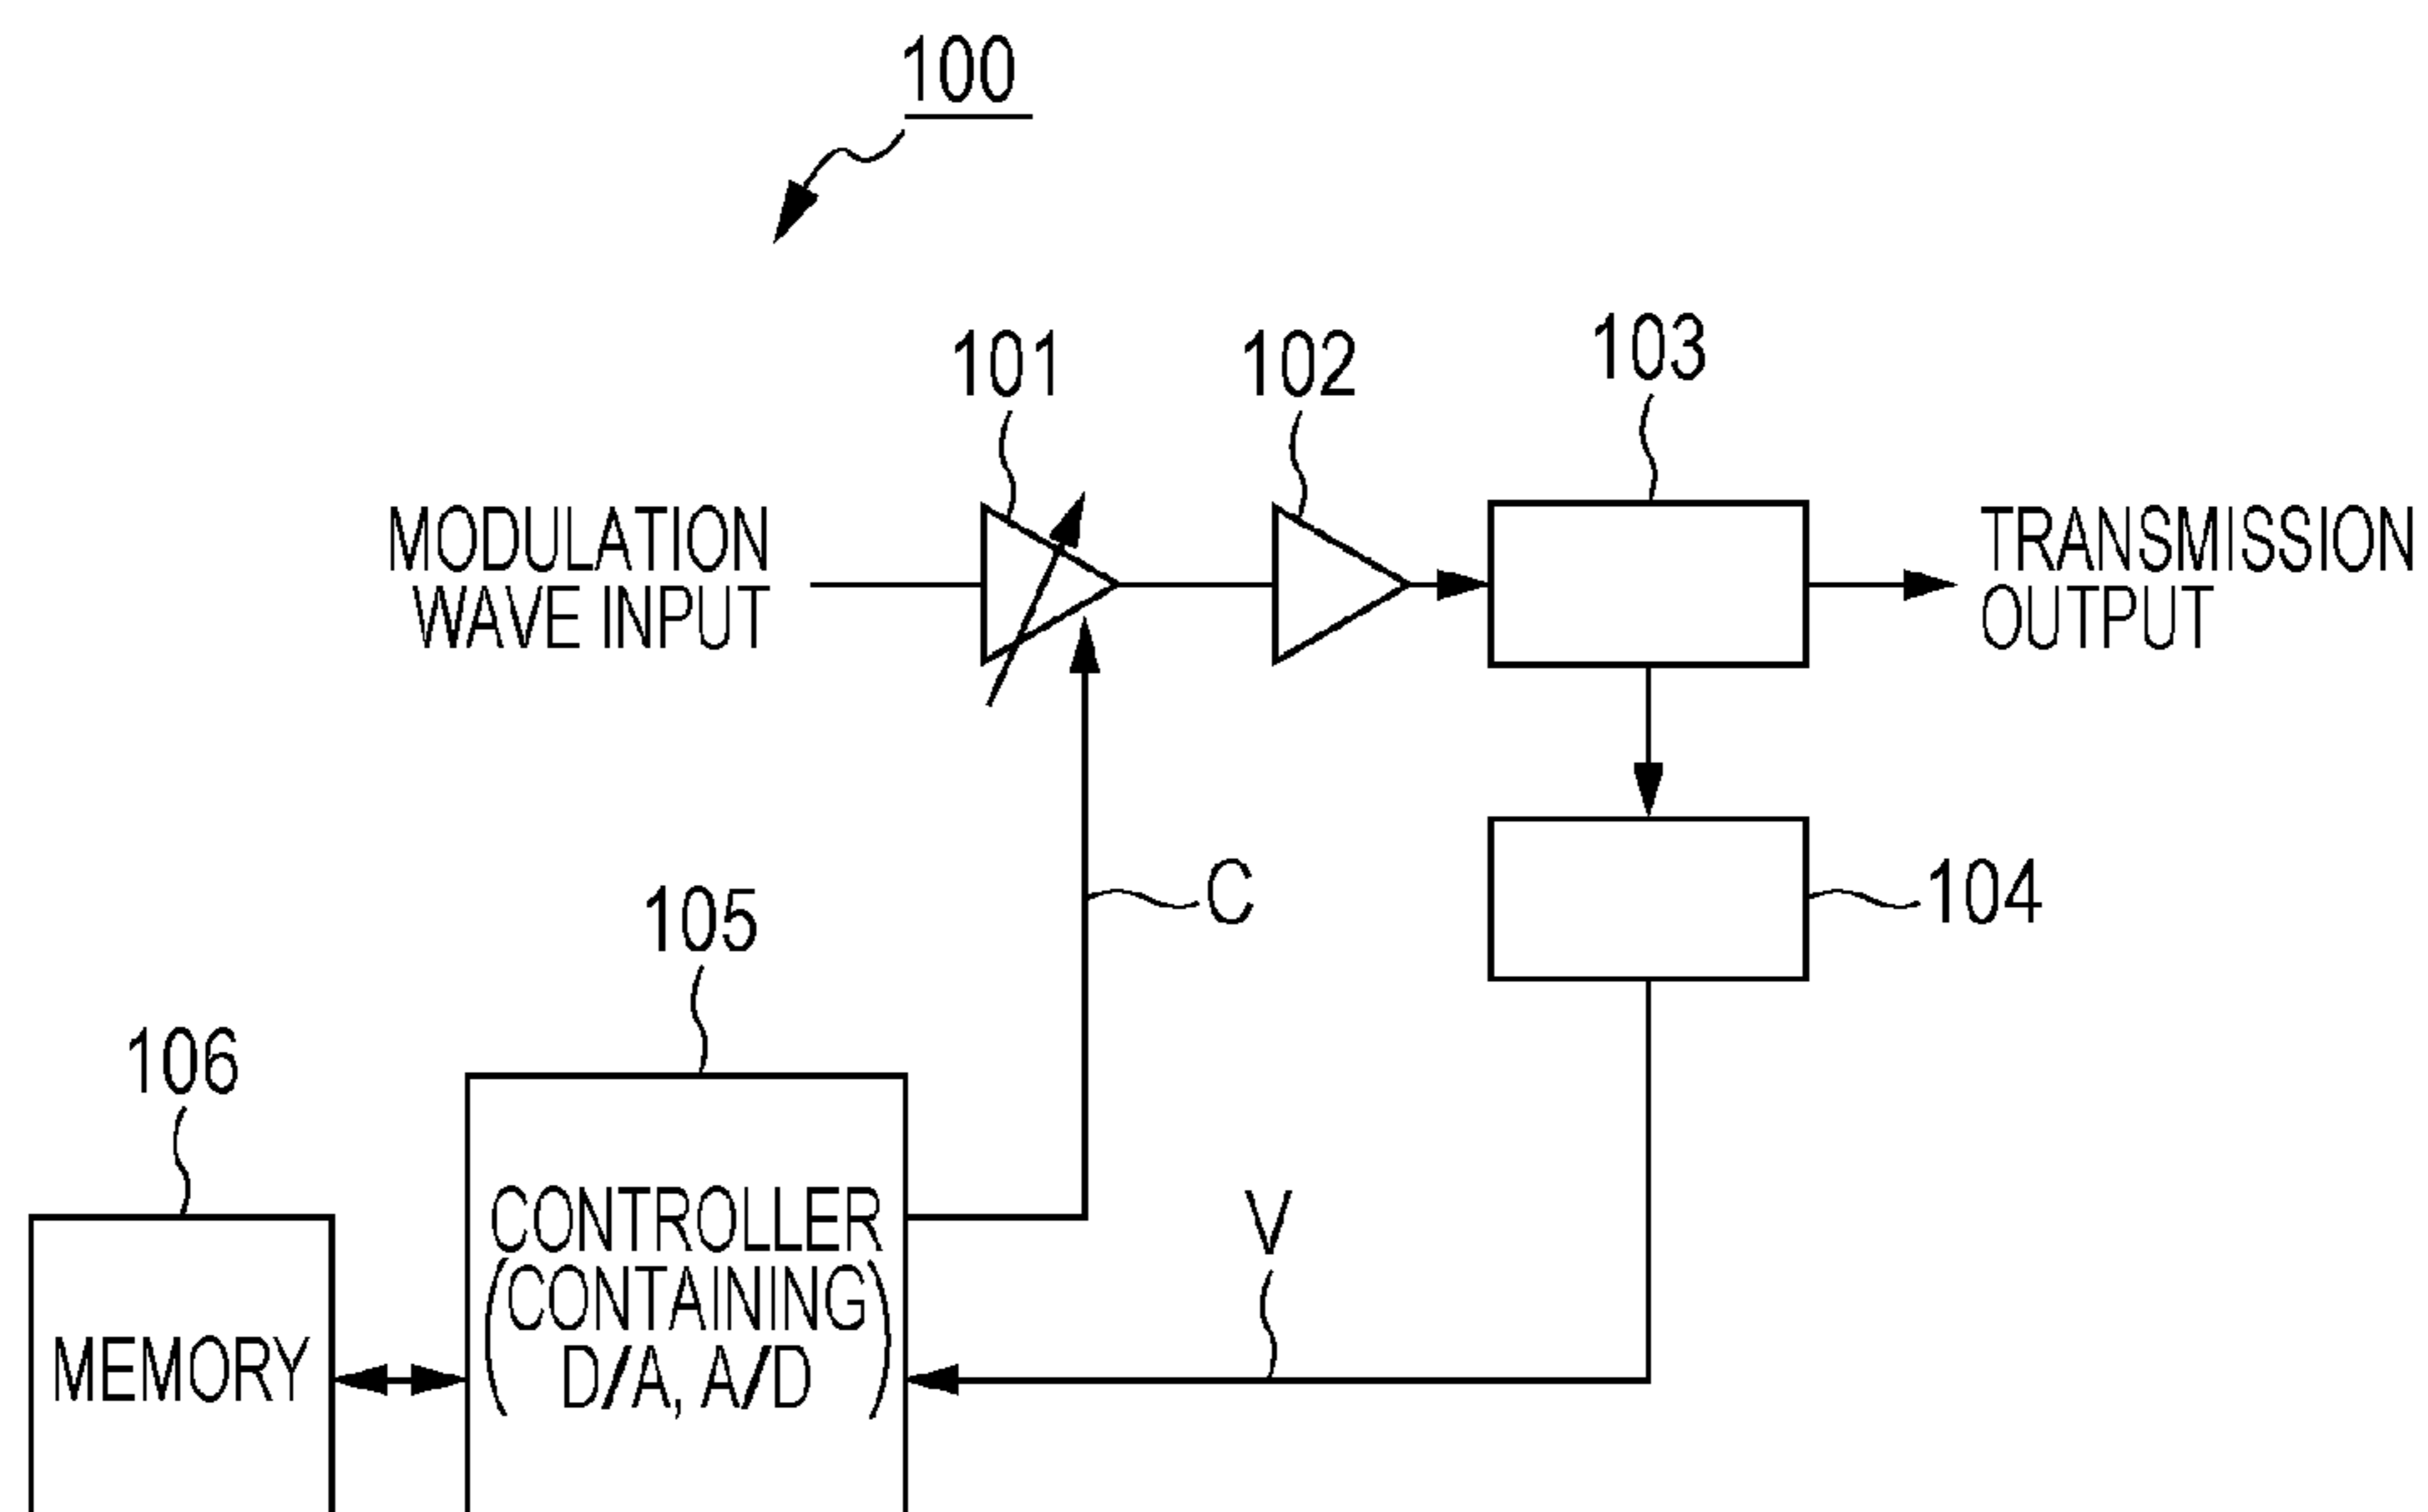 100
101
102
103
MODULATION
WAVE INPUT
TRANSMISSION
OUTPUT
C
104
105
106
V
CONTROLLER
(CONTAINING
D/A, A/D)
MEMORY